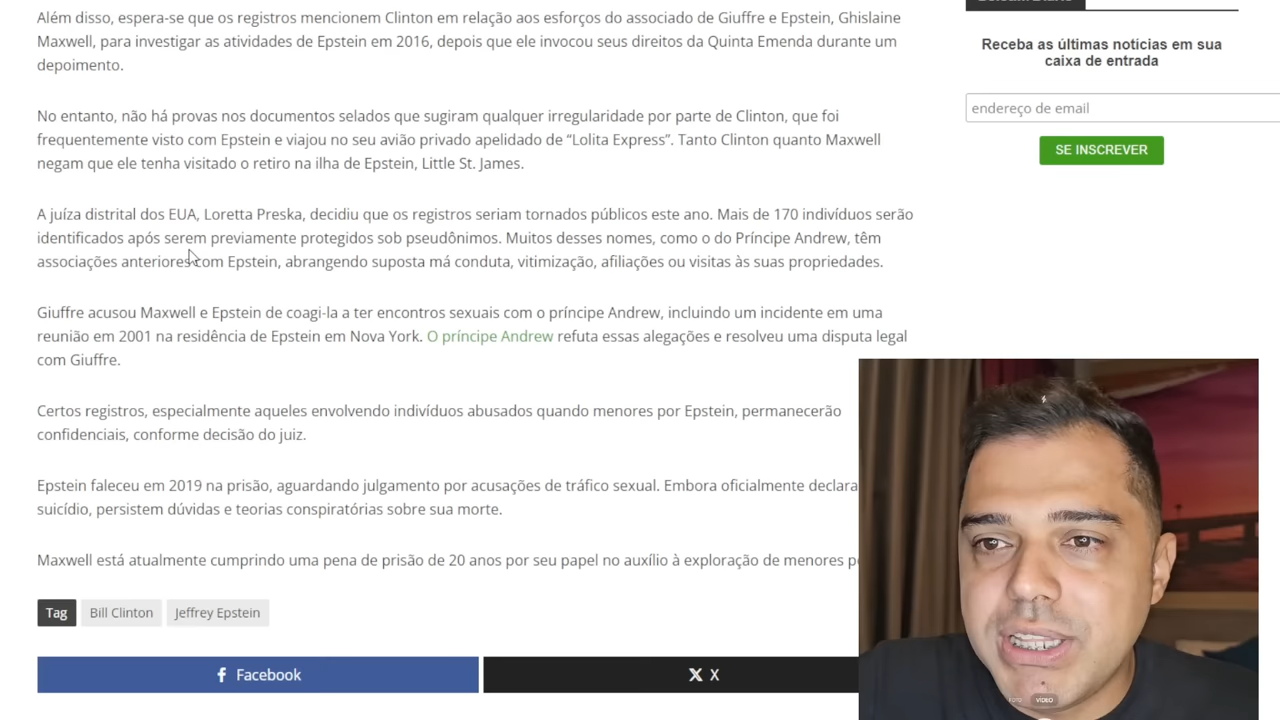 Além disso, espera-se que os registros mencionem Clinton em relação aos esforços do associado de Giuffre e Epstein, Ghislaine
Maxwell, para investigar as atividades de Epstein em 2016, depois que ele invocou seus direitos da Quinta Emenda durante um
depoimento.
No entanto, não há provas nos documentos selados que sugiram qualquer irregularidade por parte de Clinton, que foi
frequentemente visto com Epstein e viajou no seu avião privado apelidado de “Lolita Express”. Tanto Clinton quanto Maxwell
negam que ele tenha visitado o retiro na ilha de Epstein, Little St. James.
A juíza distrital dos EUA, Loretta Preska, decidiu que os registros seriam tornados públicos este ano. Mais de 170 indivíduos serão
identificados após serem previamente protegidos sob pseudônimos. Muitos desses nomes, como o do Príncipe Andrew, têm
associações anteriores com Epstein, abrangendo suposta má conduta, vitimização, afiliações ou visitas às suas propriedades.
Giuffre acusou Maxwell e Epstein de coagi-la a ter encontros sexuais com o príncipe Andrew, incluindo um incidente em uma
reunião em 2001 na residência de Epstein em Nova York. O príncipe Andrew refuta essas alegações e resolveu uma disputa legal
com Giuffre.
Certos registros, especialmente aqueles envolvendo indivíduos abusados quando menores por Epstein, permanecerão
confidenciais, conforme decisão do juiz.
Epstein faleceu em 2019 na prisão, aguardando julgamento por acusações de tráfico sexual. Embora oficialmente declara
suicídio, persistem dúvidas e teorias conspiratórias sobre sua morte.
Maxwell está atualmente cumprindo uma pena de prisão de 20 anos por seu papel no auxílio à exploração de menores p
Tag Bill Clinton Jeffrey Epstein
Facebook
X
Receba as últimas noticias em sua
caixa de entrada
endereço de email
SE INSCREVER
VÍDEO